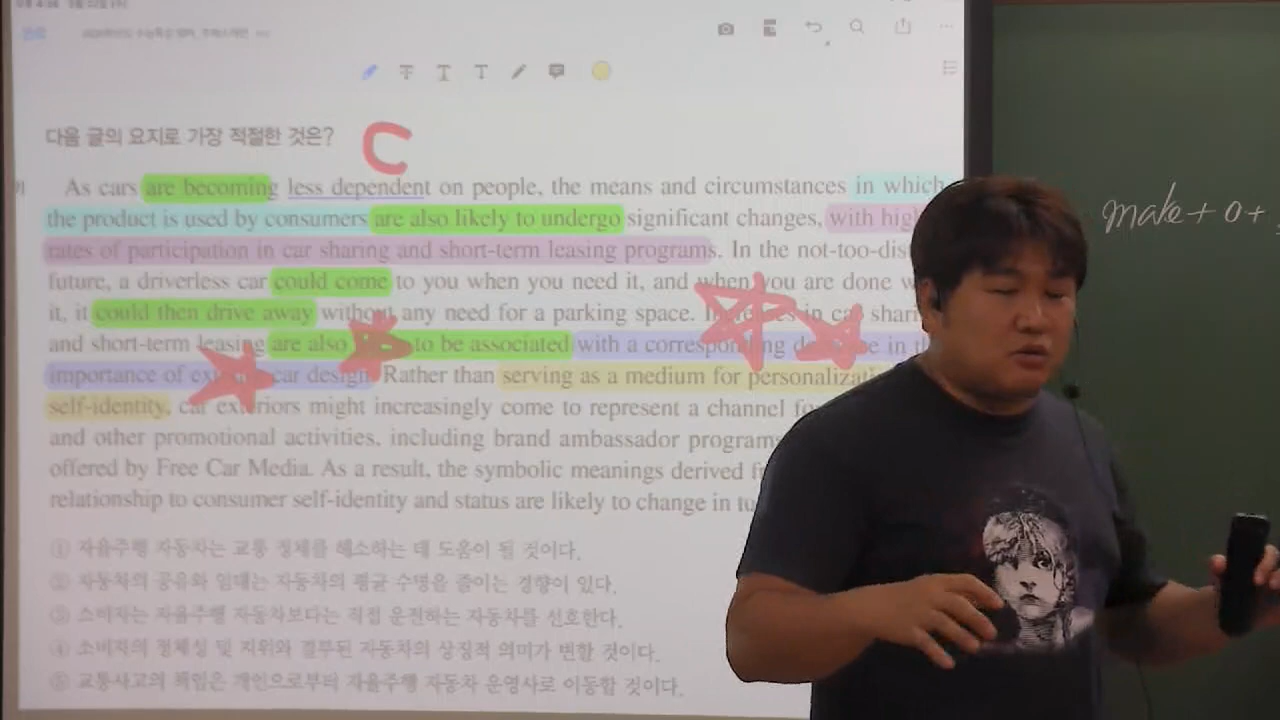 다음 글의 요지로 가장 적절한 것은?
C
As cars are becoming less dependent on people, the means and circumstances in which
the product is used by consumers are also likely to undergo significant changes, with
rates of participation in car sharing and short-term leasing programs. In the
future, a driverless car could come to you when you need it, and when you are done
it, it could then drive away without any need for a parking space. in car
and short-term leasing are also to be associated with a in
importance of car design. Rather than serving as a medium for
self-identity, car exteriors might increasingly come to represent a channel
and other promotional activities, including brand ambassador programs
offered by Free Car Media. As a result, the symbolic meanings derived
relationship to consumer self-identity and status are likely to change in
① 자율주행 자동차는 교통 정체를 해소하는 데 도움이 될 것이다.
② 자동차의 공유와 임대는 자동차의 평균 수명을 줄이는 경향이 있다.
③ 소비자는 자율주행 자동차보다는 직접 운전하는 자동차를 선호한다.
④ 소비자의 정체성 및 지위와 결부된 자동차의 상징적 의미가 변할 것이다.
⑤ 교통사고의 책임은 개인으로부터 자율주행 자동차 운영사로 이동할 것이다.
make + o +